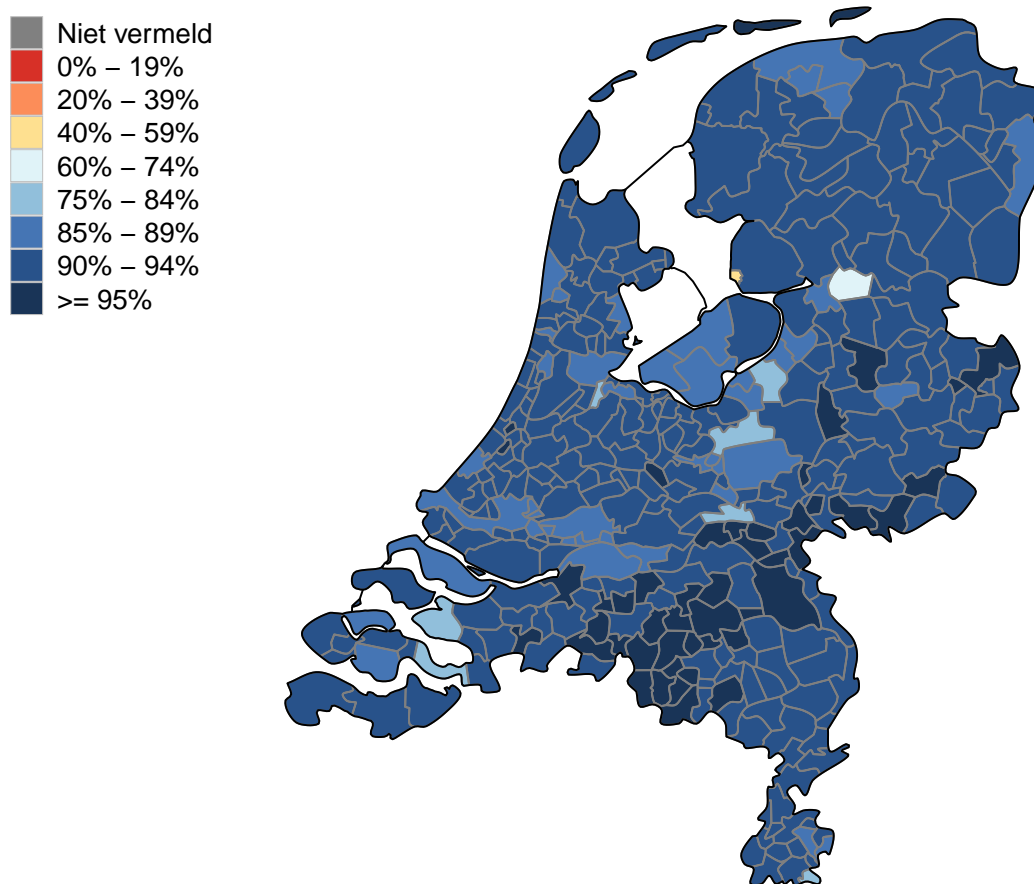 Niet vermeld
0% – 19%
20% – 39%
40% – 59%
60% – 74%
75% – 84%
85% – 89%
90% – 94%
>= 95%